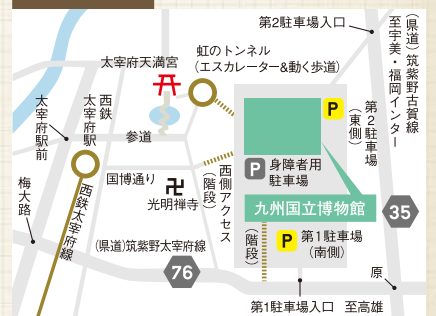 第2駐車場入口
(県道)筑紫野古賀線
至宇美・福岡インター
虹のトンネル
(エスカレーター&動く歩道)
太宰府天満宮
西鉄
太宰府駅
太宰府駅前
参道
P
第2駐車場
(東側)
P 身障者用
駐車場
西側アクセス
(階段)
国博通り
卍
光明禅寺
九州国立博物館
35
梅大路
西鉄太宰府線
(県道)筑紫野太宰府線
76
(階段)
P 第1駐車場
(南側)
原
第1駐車場入口
至高雄